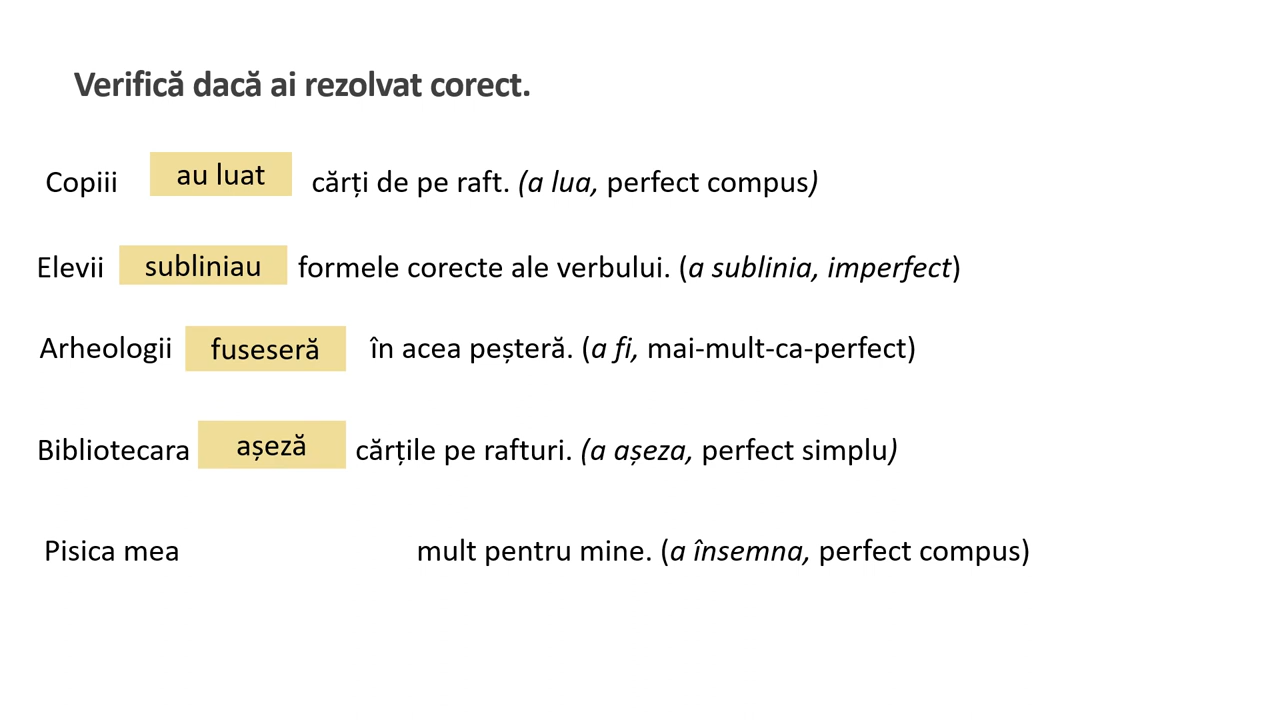 Verifică dacă ai rezolvat corect.
Copiii au luat cărți de pe raft. (a lua, perfect compus)
Elevii subliniau formele corecte ale verbului. (a sublinia, imperfect)
Arheologii fuseseră în acea peșteră. (a fi, mai-mult-ca-perfect)
Bibliotecara așeză cărțile pe rafturi. (a așeza, perfect simplu)
Pisica mea mult pentru mine. (a însemna, perfect compus)